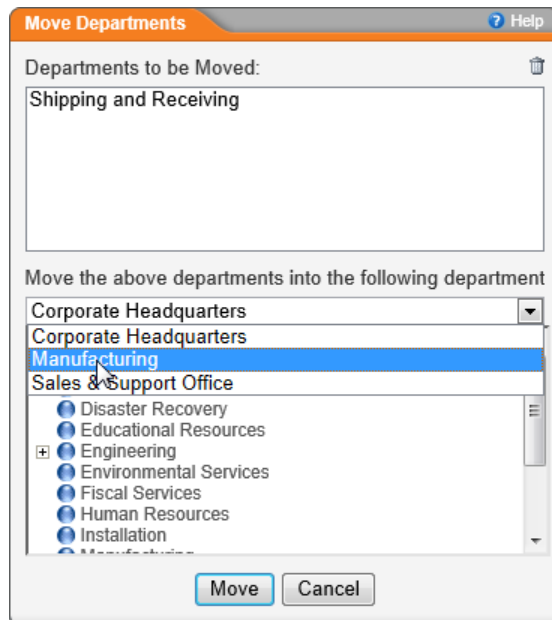 Move Departments
Help
Departments to be Moved:
Shipping and Receiving
Move the above departments into the following department
Corporate Headquarters
Corporate Headquarters
Manufacturing
Sales & Support Office
Disaster Recovery
Educational Resources
Engineering
Environmental Services
Fiscal Services
Human Resources
Installation
Manufacturing
Move
Cancel